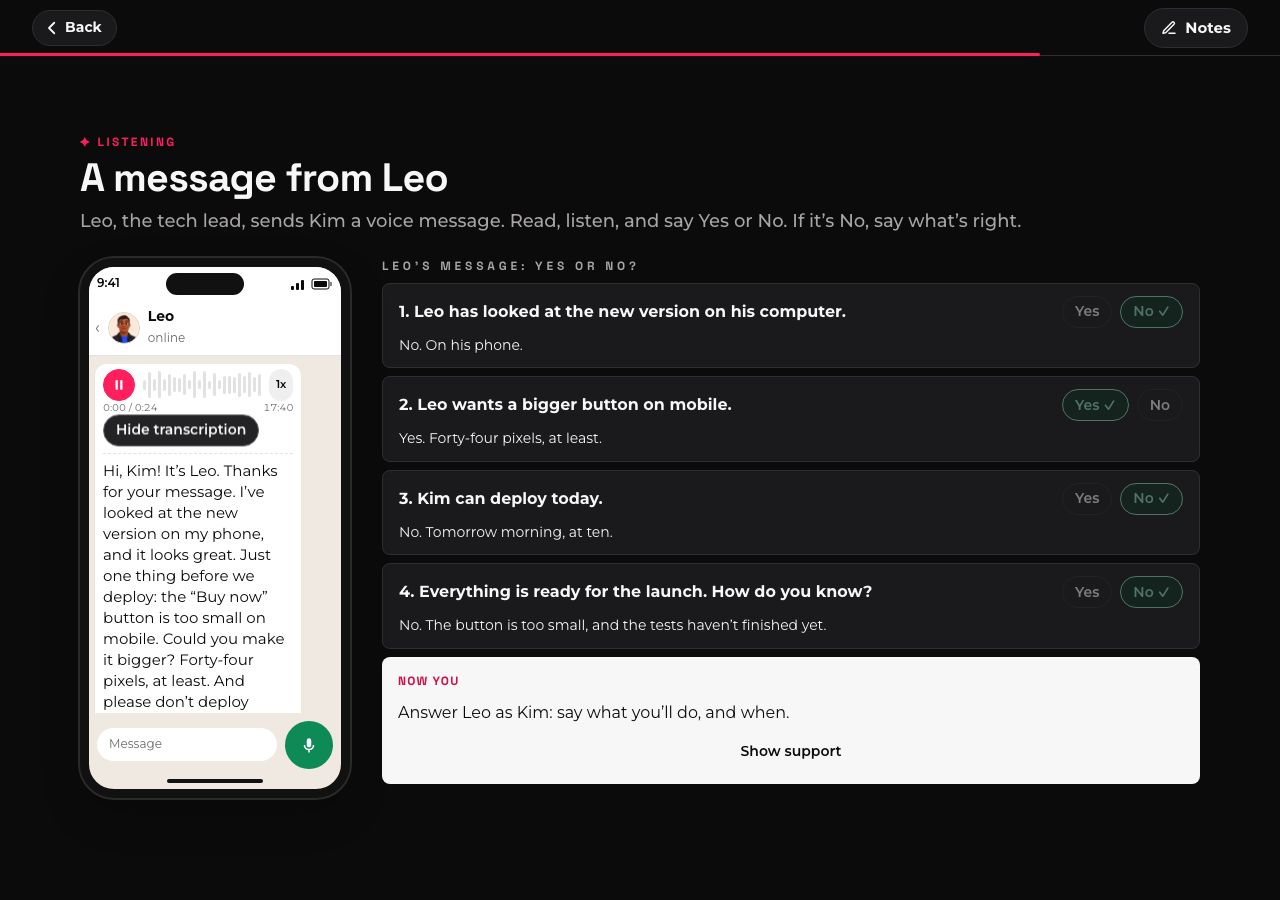 Back
Notes
LISTENING
A message from Leo
Leo, the tech lead, sends Kim a voice message. Read, listen, and say Yes or No. If it’s No, say what’s right.
9:41
Leo
online
1x
0:00 / 0:24
17:40
Hide transcription
Hi, Kim! It’s Leo. Thanks
for your message. I’ve
looked at the new
version on my phone,
and it looks great. Just
one thing before we
deploy: the “Buy now”
button is too small on
mobile. Could you make
it bigger? Forty-four
pixels, at least. And
please don’t deploy
Message
LEO’S MESSAGE: YES OR NO?
1. Leo has looked at the new version on his computer.
Yes
No ✓
No. On his phone.
2. Leo wants a bigger button on mobile.
Yes ✓
No
Yes. Forty-four pixels, at least.
3. Kim can deploy today.
Yes
No ✓
No. Tomorrow morning, at ten.
4. Everything is ready for the launch. How do you know?
Yes
No ✓
No. The button is too small, and the tests haven’t finished yet.
NOW YOU
Answer Leo as Kim: say what you’ll do, and when.
Show support